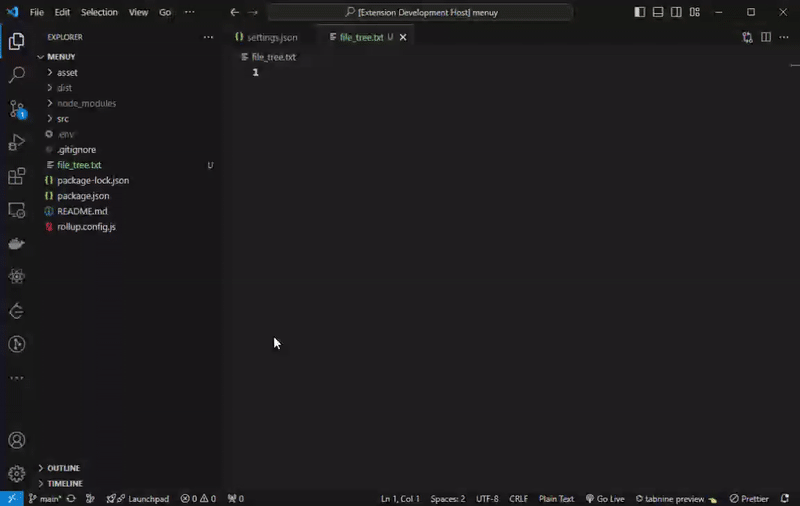 File Edit Selection View Go ··· [Extension Development Host] menuy
EXPLORER ···
settings.json file_tree.txt U
MENUY
file_tree.txt
asset
1
dist
node_modules
src
.env
.gitignore
file_tree.txt U
package-lock.json
package.json
README.md
rollup.config.js
1
OUTLINE
TIMELINE
main* Launchpad 0 0 0 Ln 1, Col 1 Spaces: 2 UTF-8 CRLF Plain Text Go Live tabnine preview Prettier